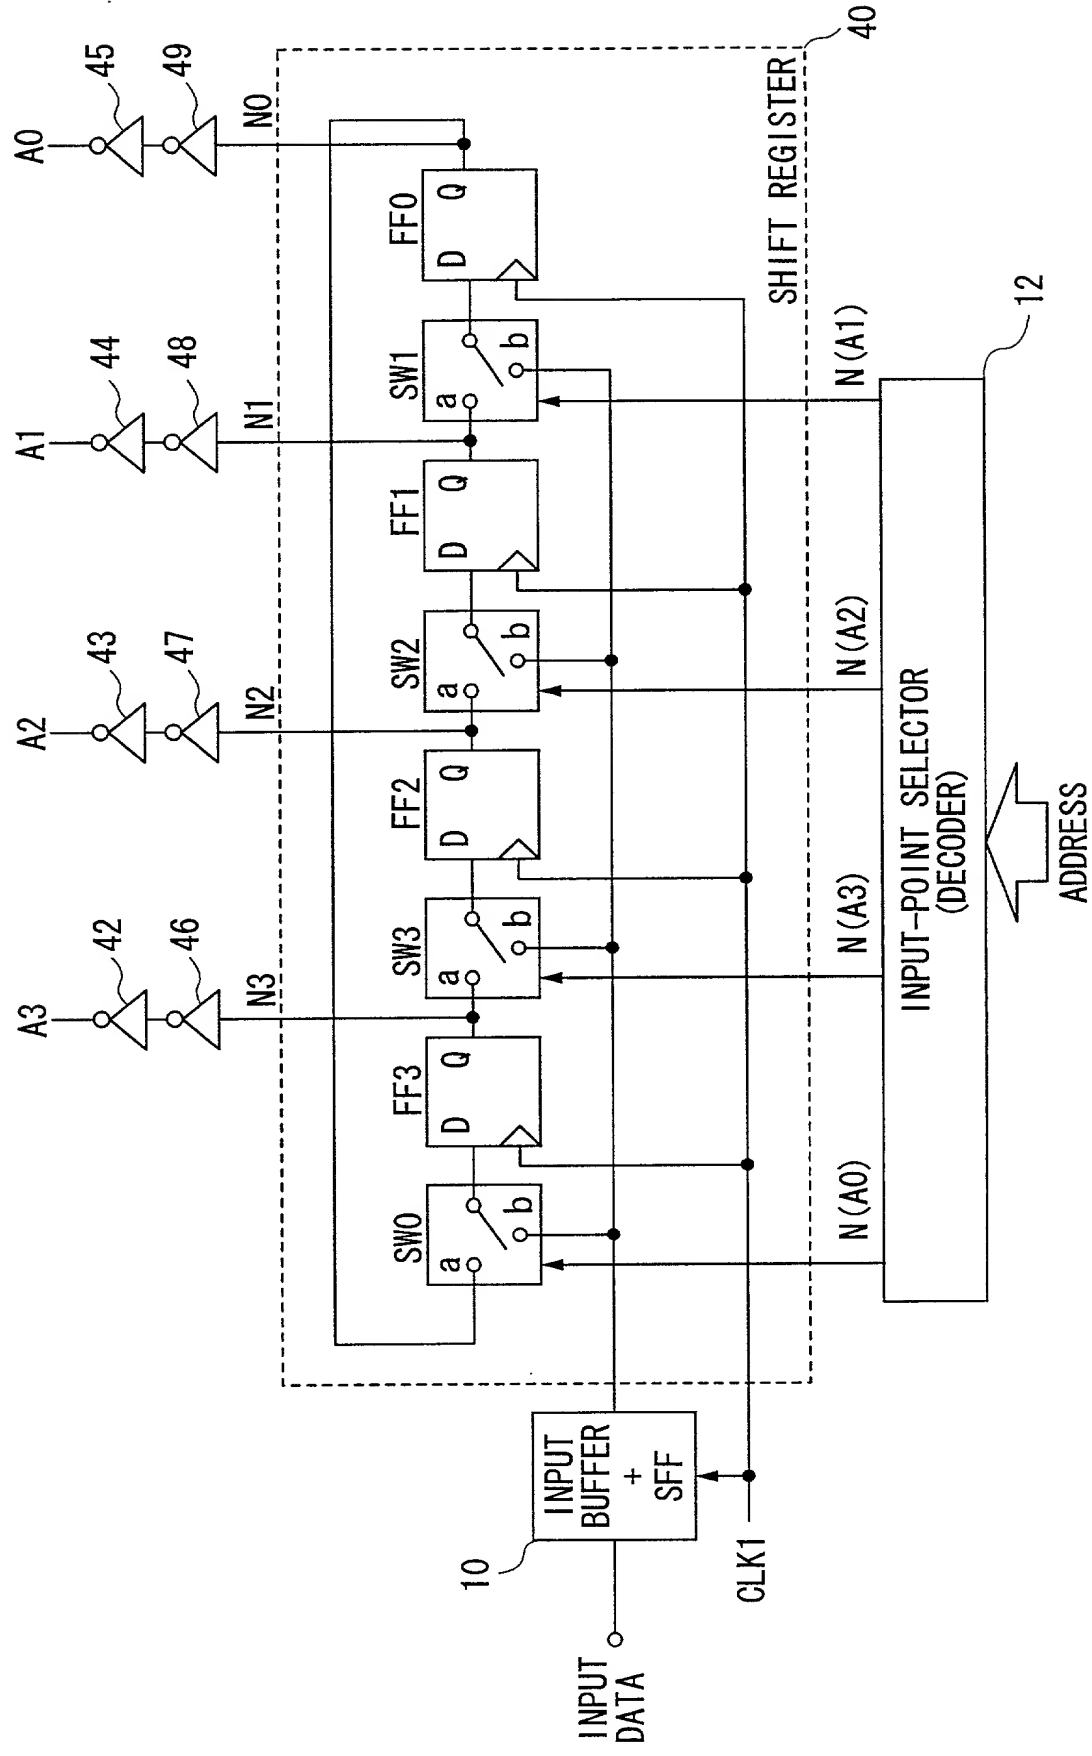 A3
A2
A1
A0
42
43
44
45
46
47
48
49
N3
N2
N1
N0
40
SW0
a
b
FF3
D
Q
SW3
a
b
FF2
D
Q
SW2
a
b
FF1
D
Q
SW1
a
b
FF0
D
Q
SHIFT REGISTER
10
INPUT
BUFFER
+
SFF
INPUT
DATA
CLK1
N(A0)
N(A3)
N(A2)
N(A1)
12
INPUT-POINT SELECTOR
(DECODER)
ADDRESS